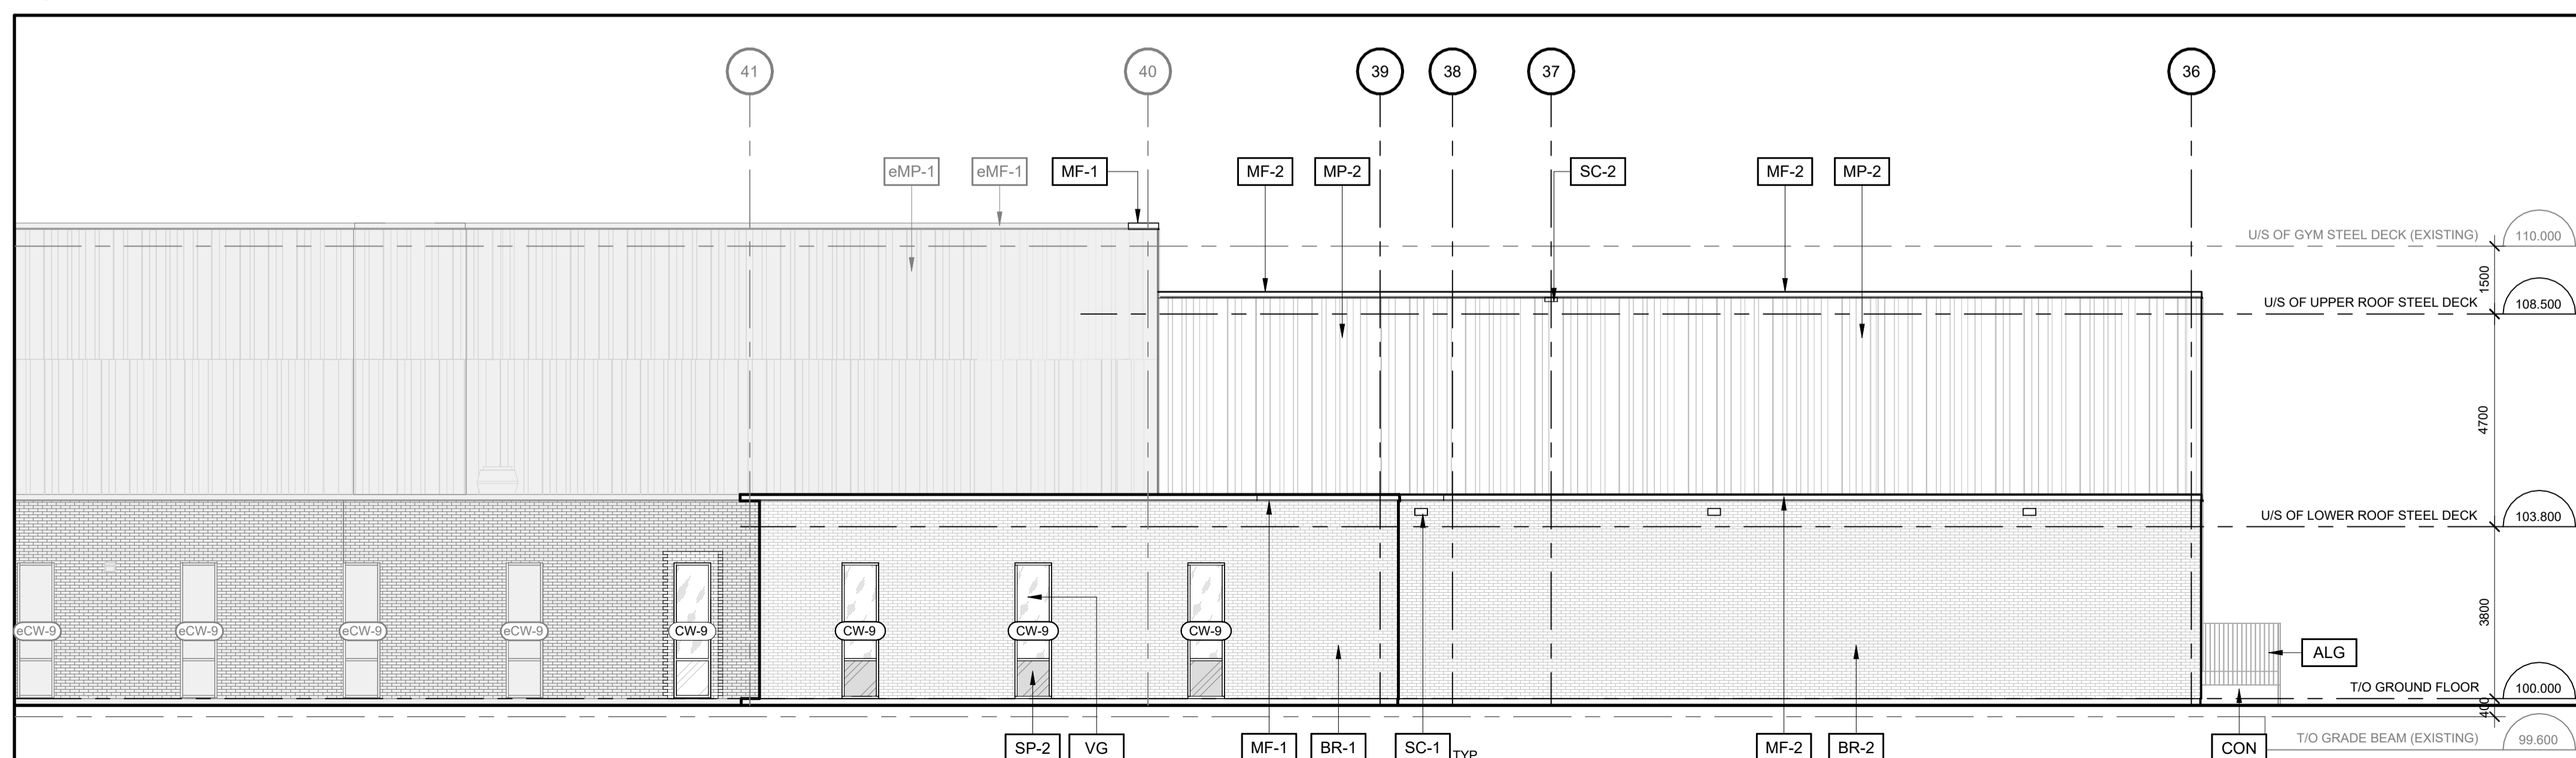 41 40 39 38 37 36
eMP-1 eMF-1 MF-1 MF-2 MP-2 SC-2 MF-2 MP-2
U/S OF GYM STEEL DECK (EXISTING) 110.000
1500
U/S OF UPPER ROOF STEEL DECK 108.500
4700
U/S OF LOWER ROOF STEEL DECK 103.800
3800
eCW-9 eCW-9 eCW-9 eCW-9 CW-9 CW-9 CW-9 CW-9
ALG
T/O GROUND FLOOR 100.000
400
T/O GRADE BEAM (EXISTING) 99.600
SP-2 VG MF-1 BR-1 SC-1 TYP MF-2 BR-2 CON